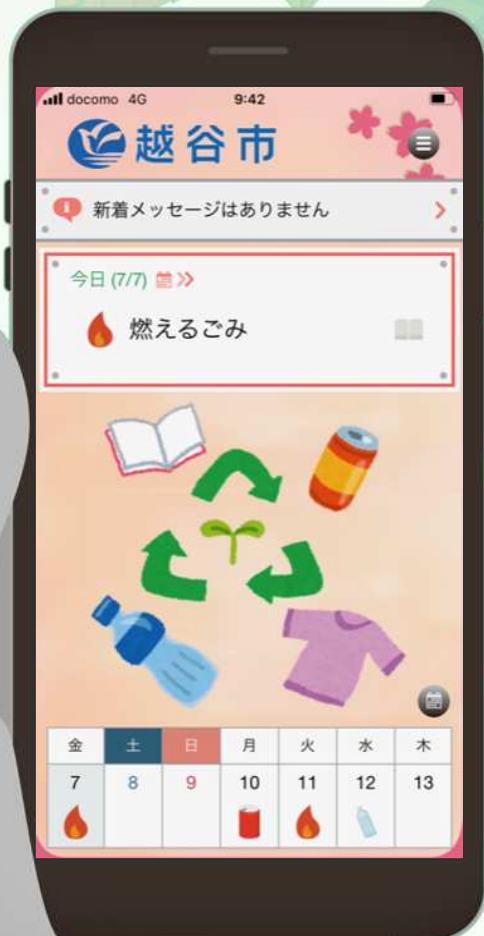 docomo 4G 9:42
越谷市
新着メッセージはありません
今日 (7/7)
燃えるごみ
金 土 日 月 火 水 木
7 8 9 10 11 12 13